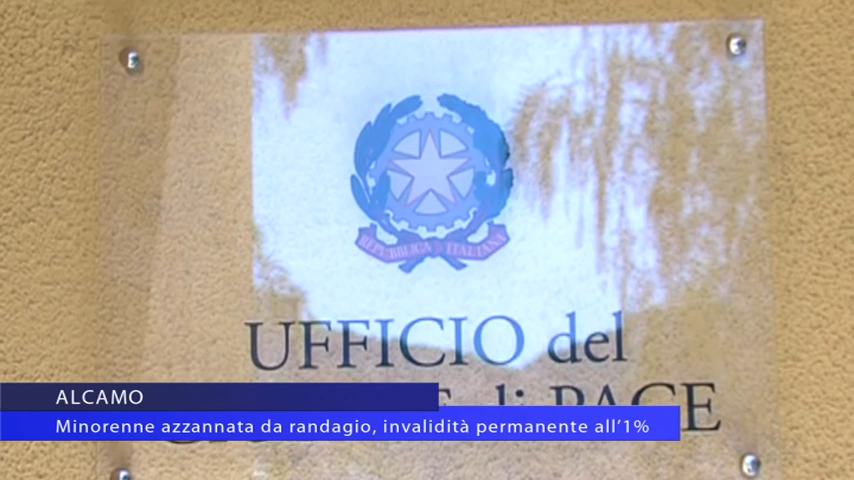 REPUBBLICA ITALIANA
UFFICIO del
di PACE
ALCAMO
Minorenne azzannata da randagio, invalidità permanente all'1%